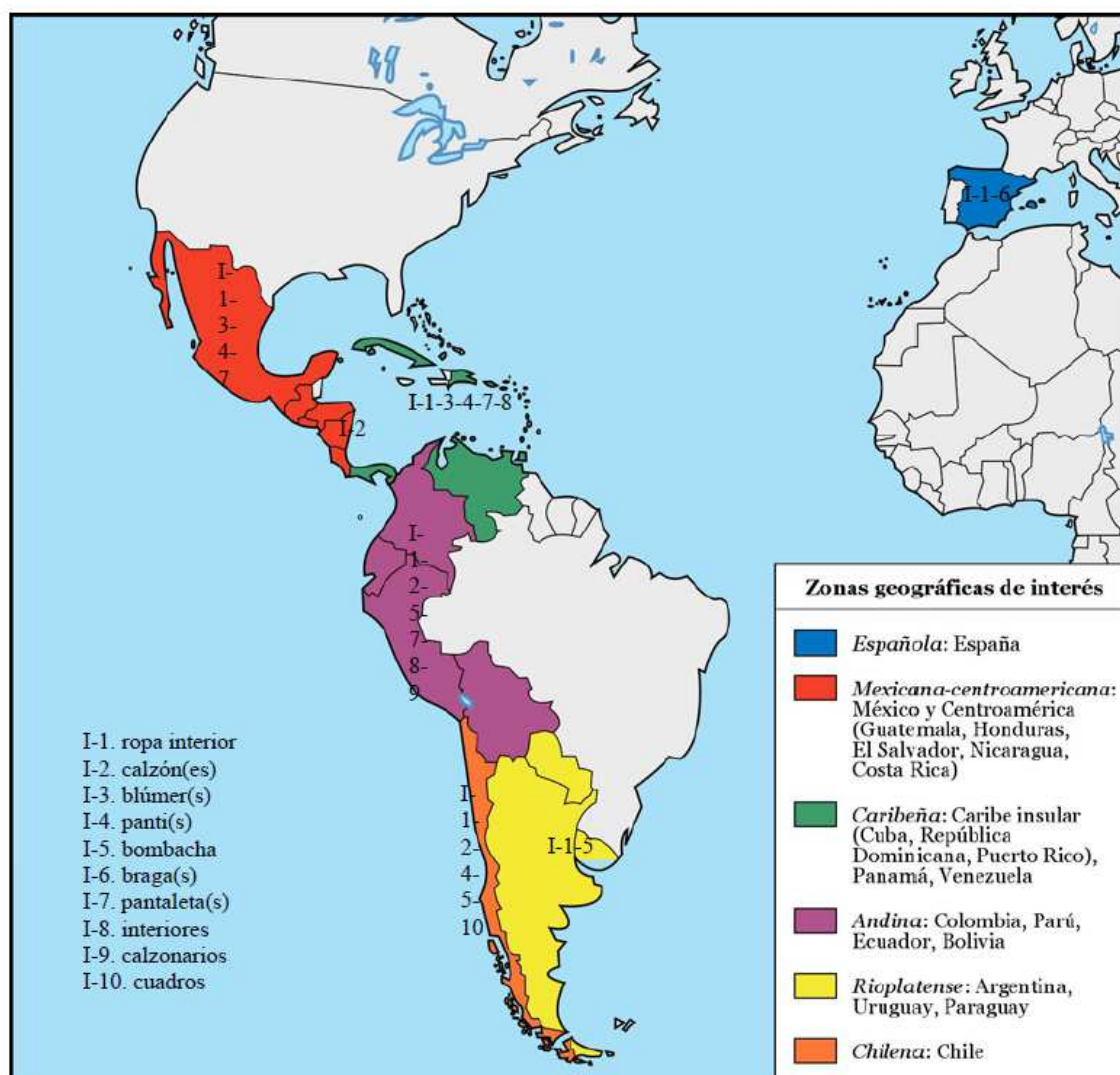 I-1-6
I-
1-
3-
4-
7
I-1-3-4-7-8
I-2
I-
1-
2-
5-
7-
8-
9
I-
1-
2-
4-
5-
10
I-1-5
I-1. ropa interior
I-2. calzón(es)
I-3. blúmer(s)
I-4. panti(s)
I-5. bombacha
I-6. braga(s)
I-7. pantaleta(s)
I-8. interiores
I-9. calzonarios
I-10. cuadros
Zonas geográficas de interés
Española: España
Mexicana-centroamericana:
México y Centroamérica
(Guatemala, Honduras,
El Salvador, Nicaragua,
Costa Rica)
Caribeña: Caribe insular
(Cuba, República
Dominicana, Puerto Rico),
Panamá, Venezuela
Andina: Colombia, Parú,
Ecuador, Bolivia
Rioplatense: Argentina,
Uruguay, Paraguay
Chilena: Chile